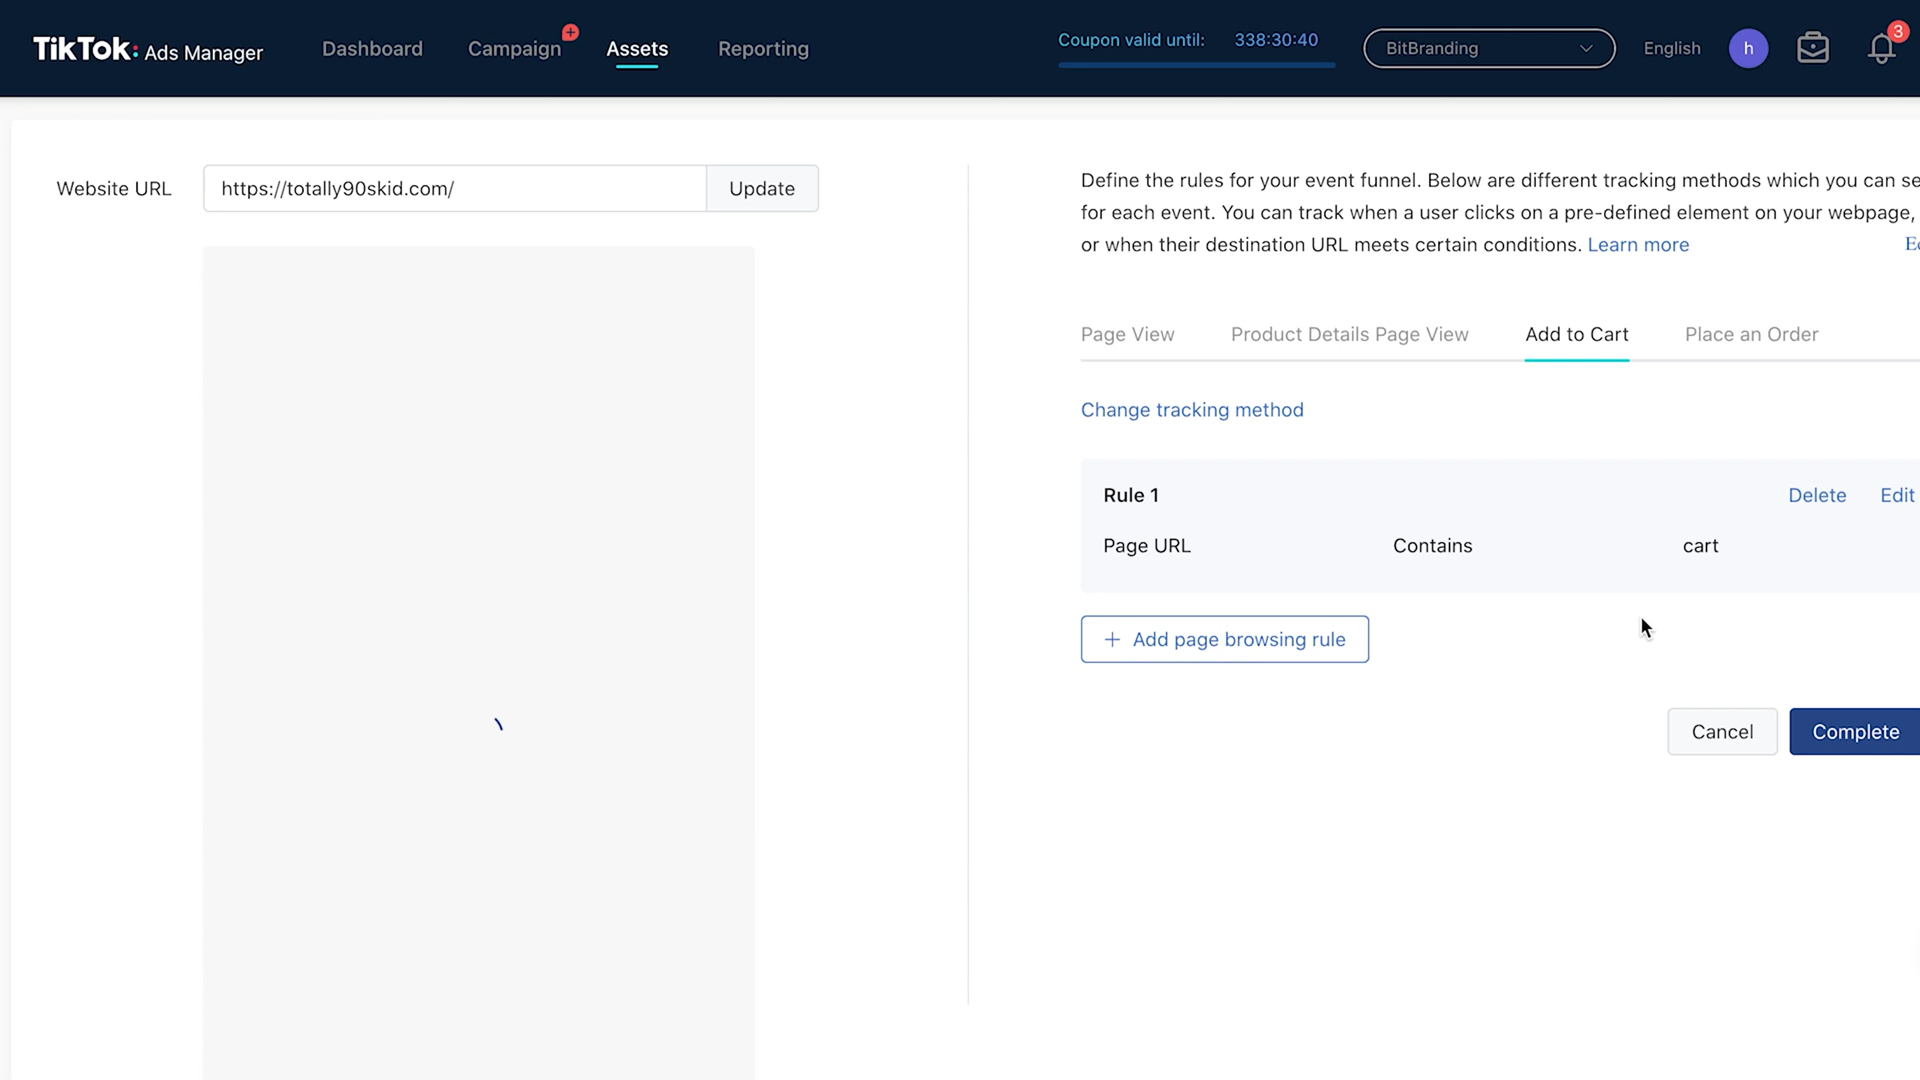 TikTok: Ads Manager
Dashboard
Campaign
+
Assets
Reporting
Coupon valid until: 338:30:40
BitBranding
English
h
3
Website URL
https://totally90skid.com/
Update
Define the rules for your event funnel. Below are different tracking methods which you can se
for each event. You can track when a user clicks on a pre-defined element on your webpage,
or when their destination URL meets certain conditions. Learn more
Page View
Product Details Page View
Add to Cart
Place an Order
Change tracking method
Rule 1
Delete
Edit
Page URL
Contains
cart
+ Add page browsing rule
Cancel
Complete